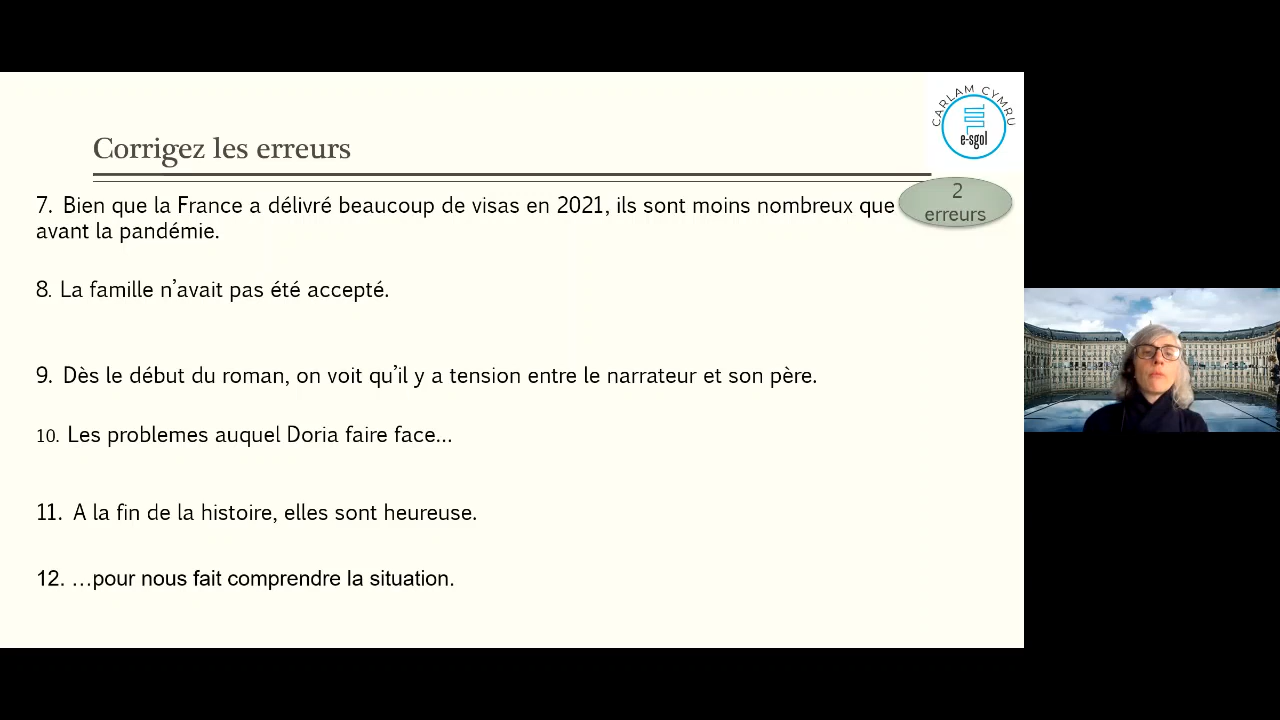 CARLAM CYMRU
e-sgol
Corrigez les erreurs
2
erreurs
7. Bien que la France a délivré beaucoup de visas en 2021, ils sont moins nombreux que
avant la pandémie.
8. La famille n’avait pas été accepté.
9. Dès le début du roman, on voit qu’il y a tension entre le narrateur et son père.
10. Les problemes auquel Doria faire face...
11. A la fin de la histoire, elles sont heureuse.
12. …pour nous fait comprendre la situation.